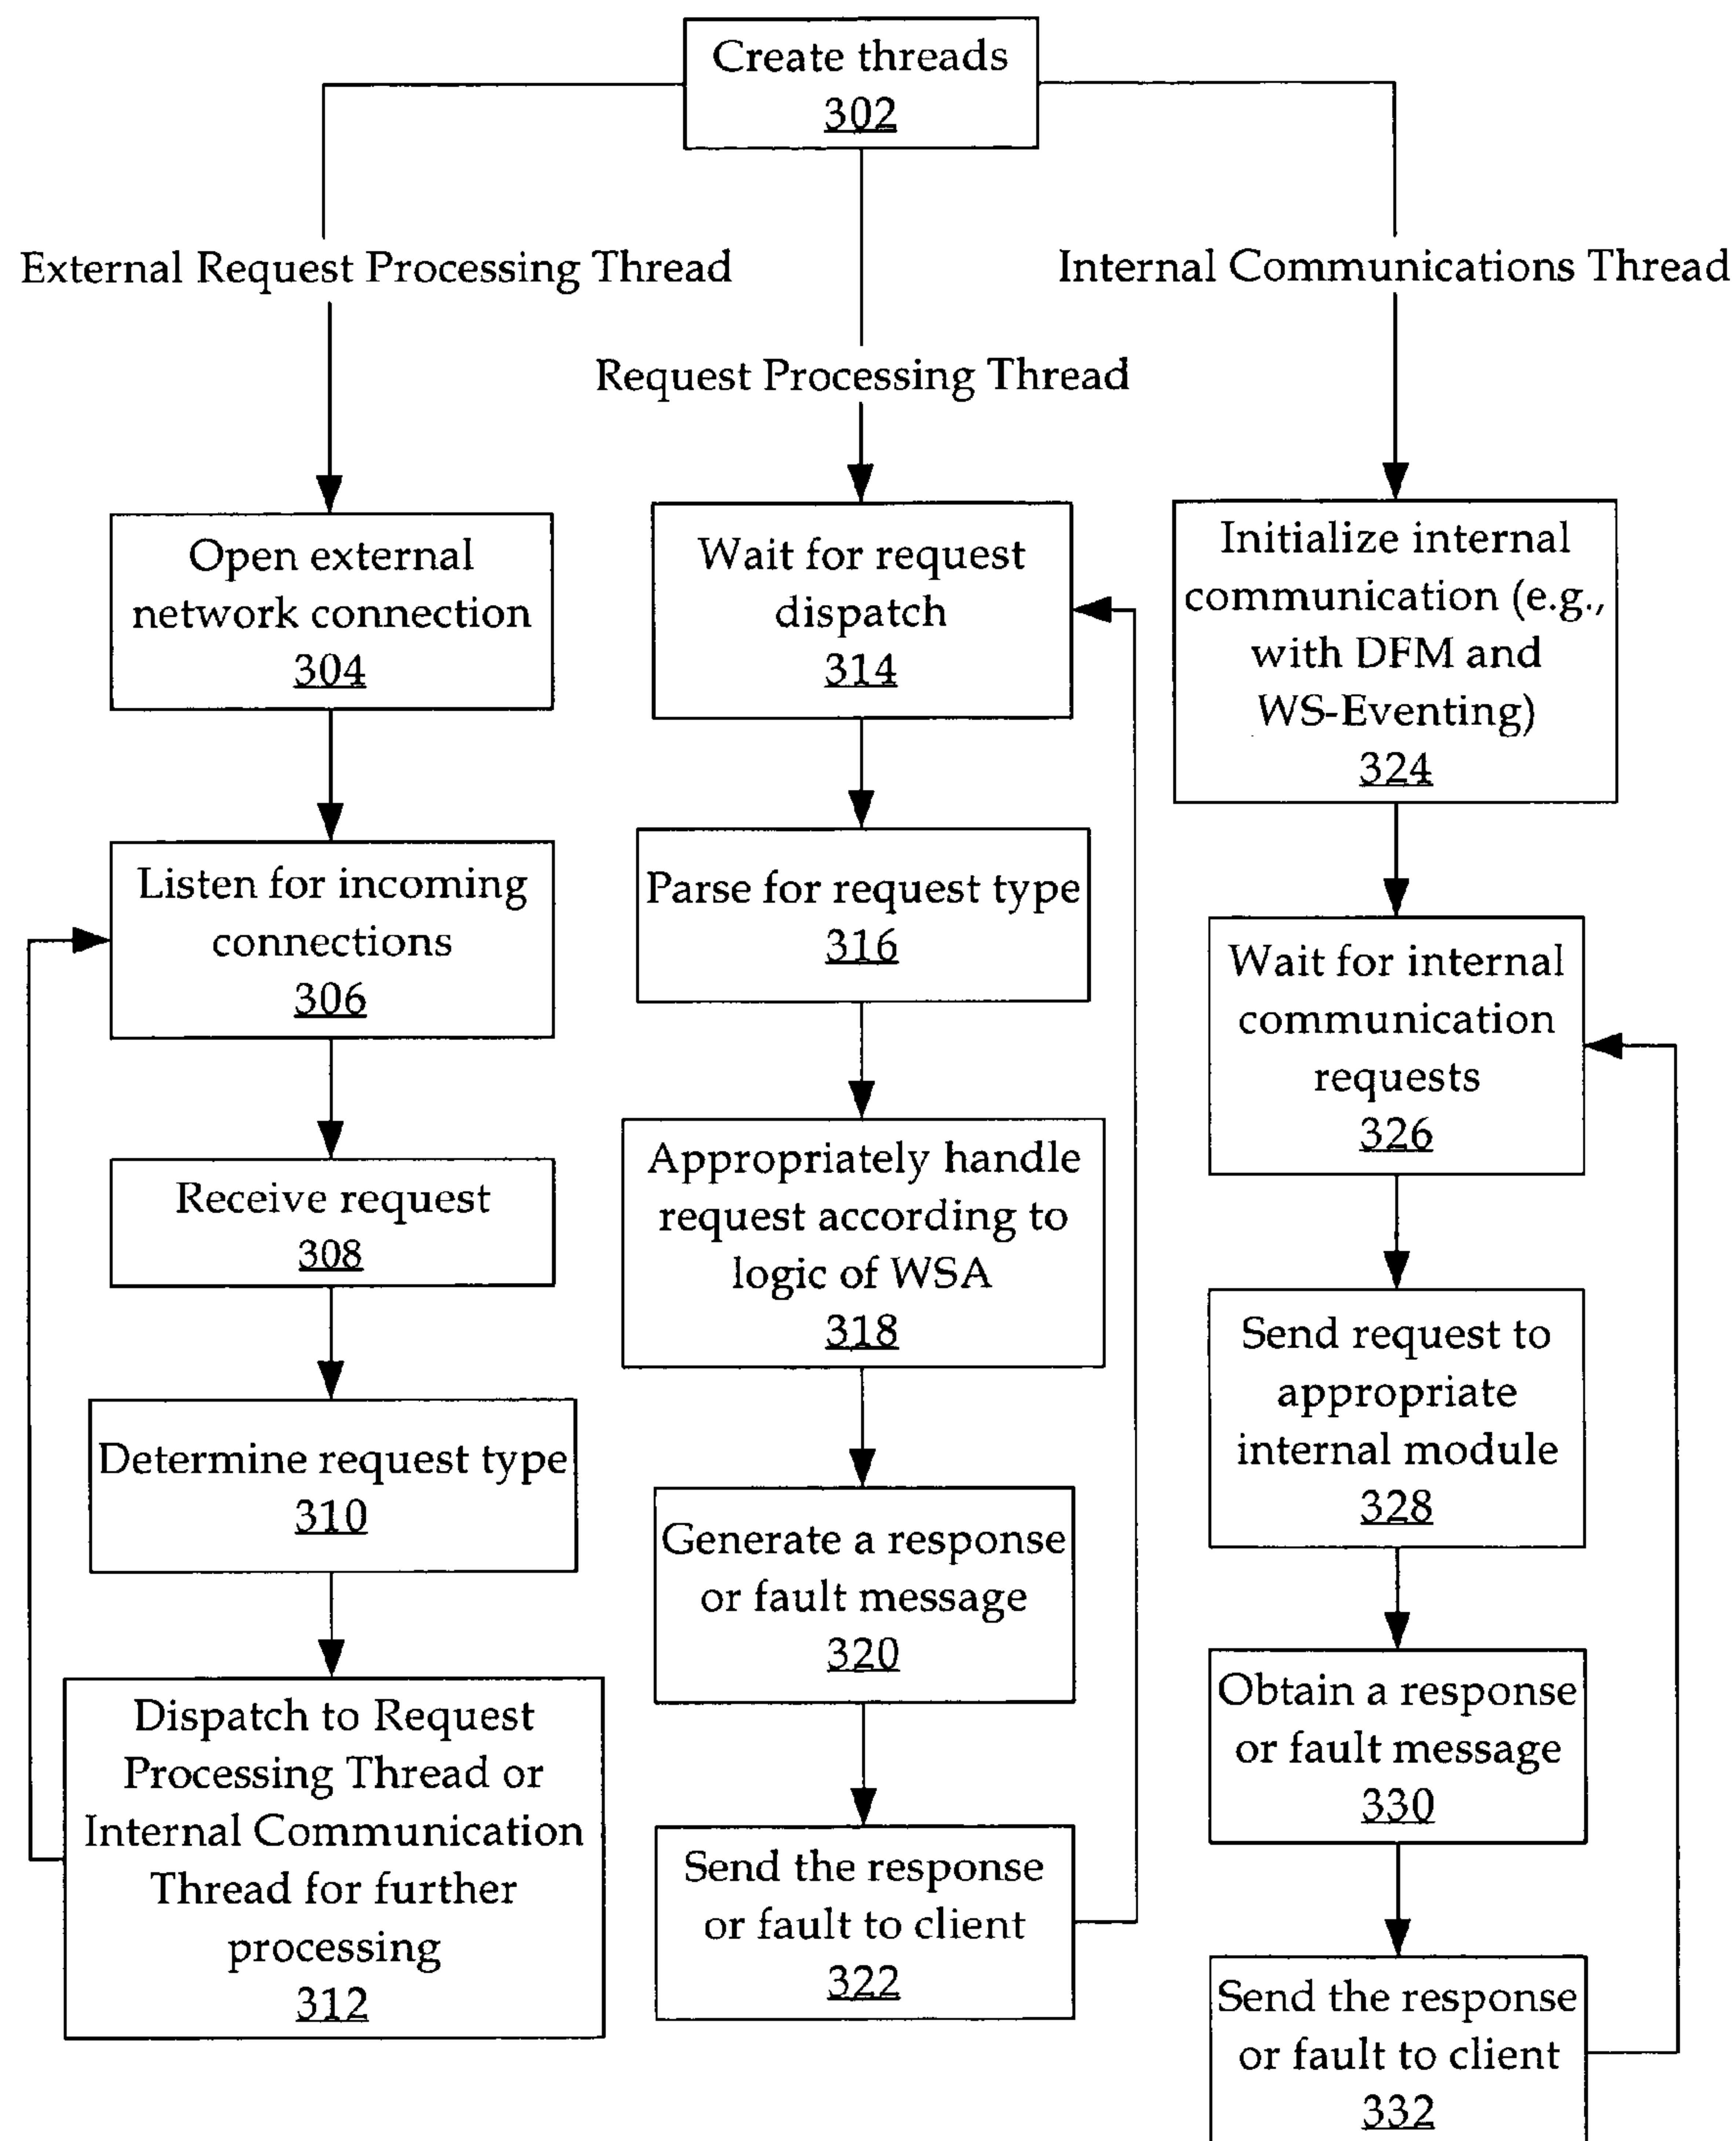 Create threads
302
External Request Processing Thread
Request Processing Thread
Internal Communications Thread
Open external
network connection
304
Listen for incoming
connections
306
Receive request
308
Determine request type
310
Dispatch to Request
Processing Thread or
Internal Communication
Thread for further
processing
312
Wait for request
dispatch
314
Parse for request type
316
Appropriately handle
request according to
logic of WSA
318
Generate a response
or fault message
320
Send the response
or fault to client
322
Initialize internal
communication (e.g.,
with DFM and
WS-Eventing)
324
Wait for internal
communication
requests
326
Send request to
appropriate
internal module
328
Obtain a response
or fault message
330
Send the response
or fault to client
332